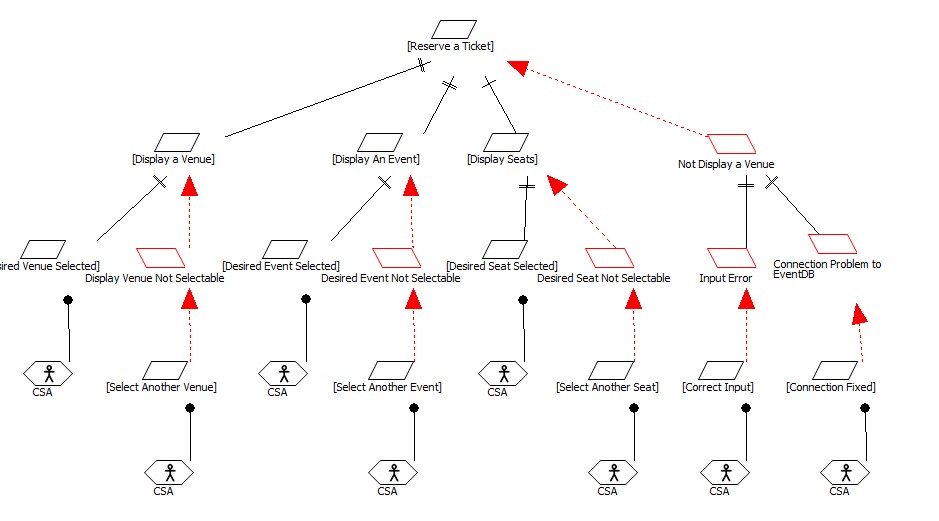 [Reserve a Ticket]
[Display a Venue]
[Display An Event]
[Display Seats]
Not Display a Venue
Venue Selected]
Display Venue Not Selectable
[Desired Event Selected]
Desired Event Not Selectable
[Desired Seat Selected]
Desired Seat Not Selectable
Input Error
Connection Problem to
EventDB
CSA
[Select Another Venue]
CSA
[Select Another Event]
CSA
[Select Another Seat]
[Correct Input]
[Connection Fixed]
CSA
CSA
CSA
CSA
CSA